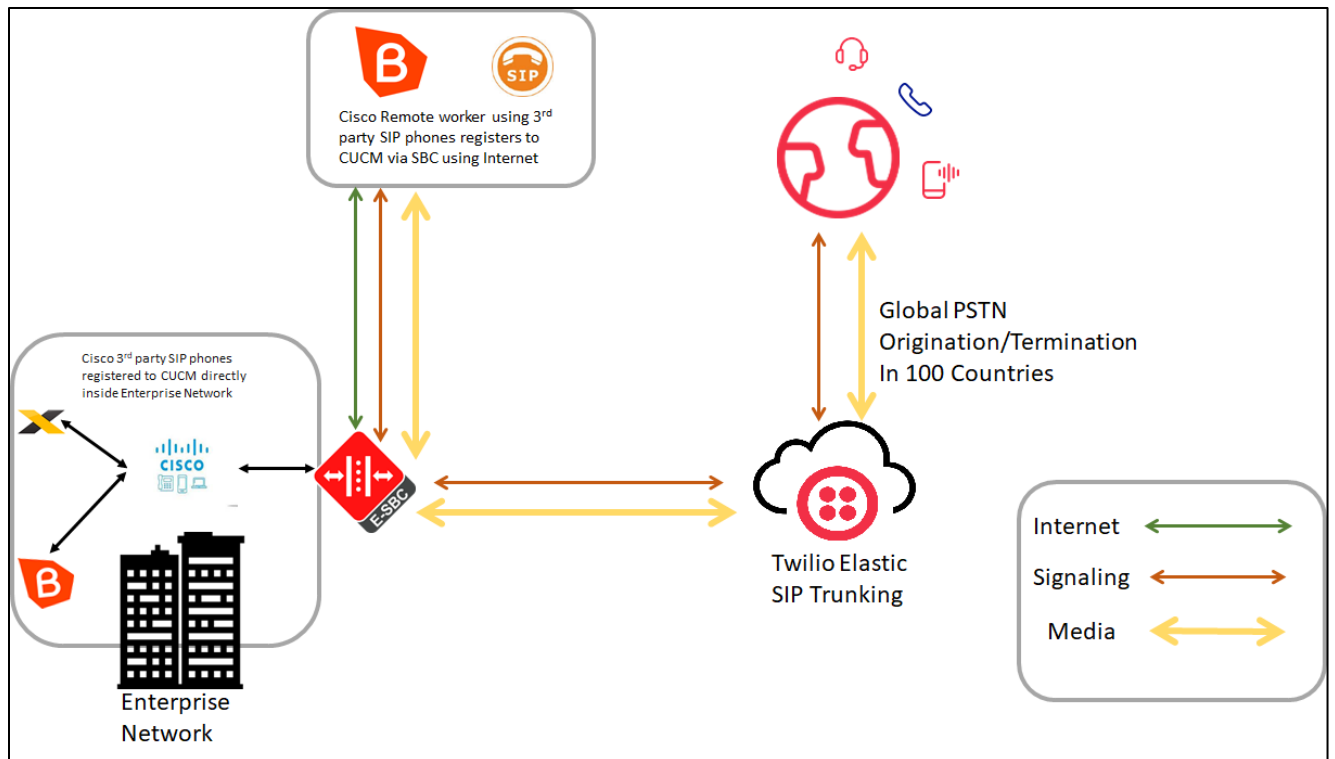 B
SIP
Cisco Remote worker using 3rd
party SIP phones registers to
CUCM via SBC using Internet
Global PSTN
Origination/Termination
In 100 Countries
Cisco 3rd party SIP phones
registered to CUCM directly
inside Enterprise Network
CISCO
E-SBC
B
Enterprise
Network
Twilio Elastic
SIP Trunking
Internet
Signaling
Media